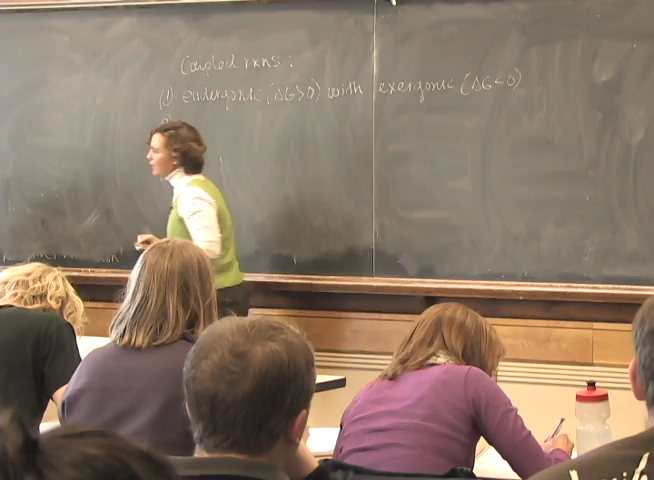 Coupled rxns:
(1) endergonic (ΔG>0) with exergonic (ΔG<0)